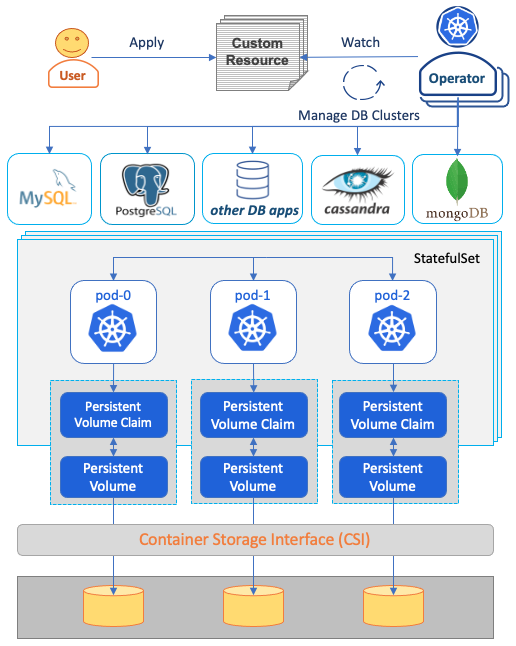 Apply
Custom
Resource
Watch
User
Operator
Manage DB Clusters
MySQL
PostgreSQL
other DB apps
cassandra
mongoDB
StatefulSet
pod-0
pod-1
pod-2
Persistent
Volume Claim
Persistent
Volume Claim
Persistent
Volume Claim
Persistent
Volume
Persistent
Volume
Persistent
Volume
Container Storage Interface (CSI)